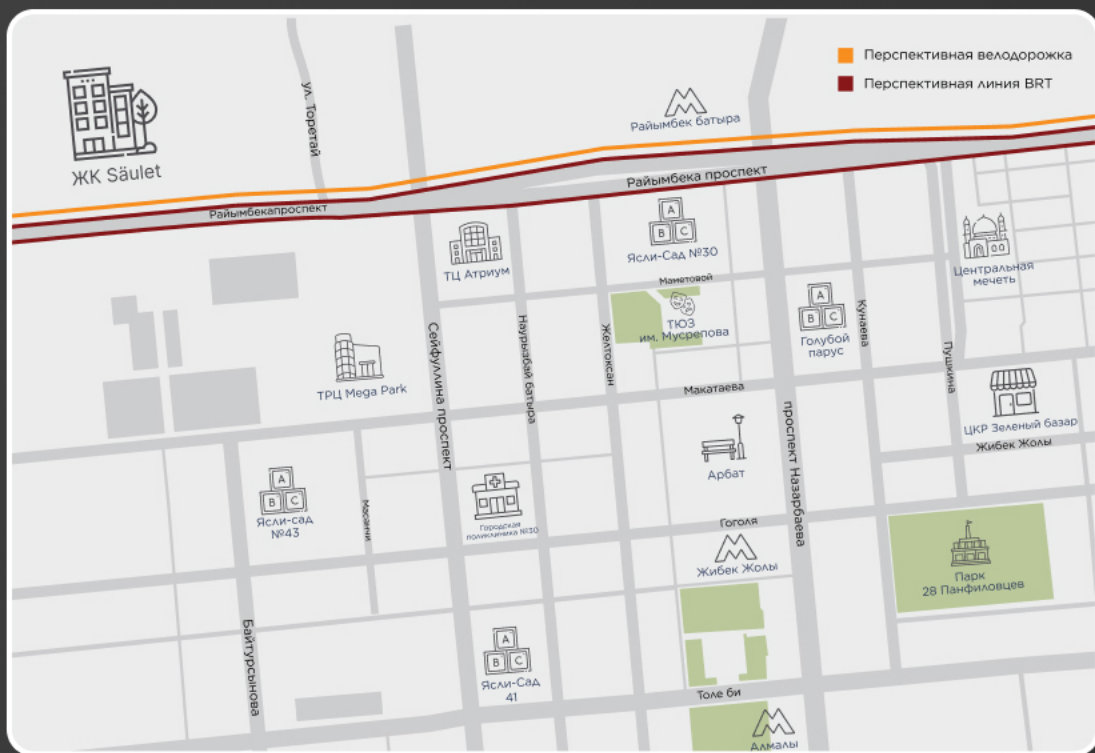 Перспективная велодорожка
Перспективная линия BRT
ул. Торетай
Райымбек батыра
ЖК Säulet
Райымбека проспект
Райымбекапроспект
ТЦ Атриум
A
B C
Ясли-Сад №30
Центральная
мечеть
Маметовой
ТЮЗ
им. Мусрепова
A
B C
Голубой
парус
Кунаева
Сейфуллина проспект
Наурызбай батыра
Желтоксан
Пушкина
ТРЦ Mega Park
Макатаева
проспект Назарбаева
ЦКР Зеленый базар
Жибек Жолы
Арбат
A
B C
Ясли-сад
№43
Масанчи
Городская
поликлиника №30
Гоголя
Жибек Жолы
Парк
28 Панфиловцев
Байтурсынова
A
B C
Ясли-Сад
41
Толе би
Алмалы